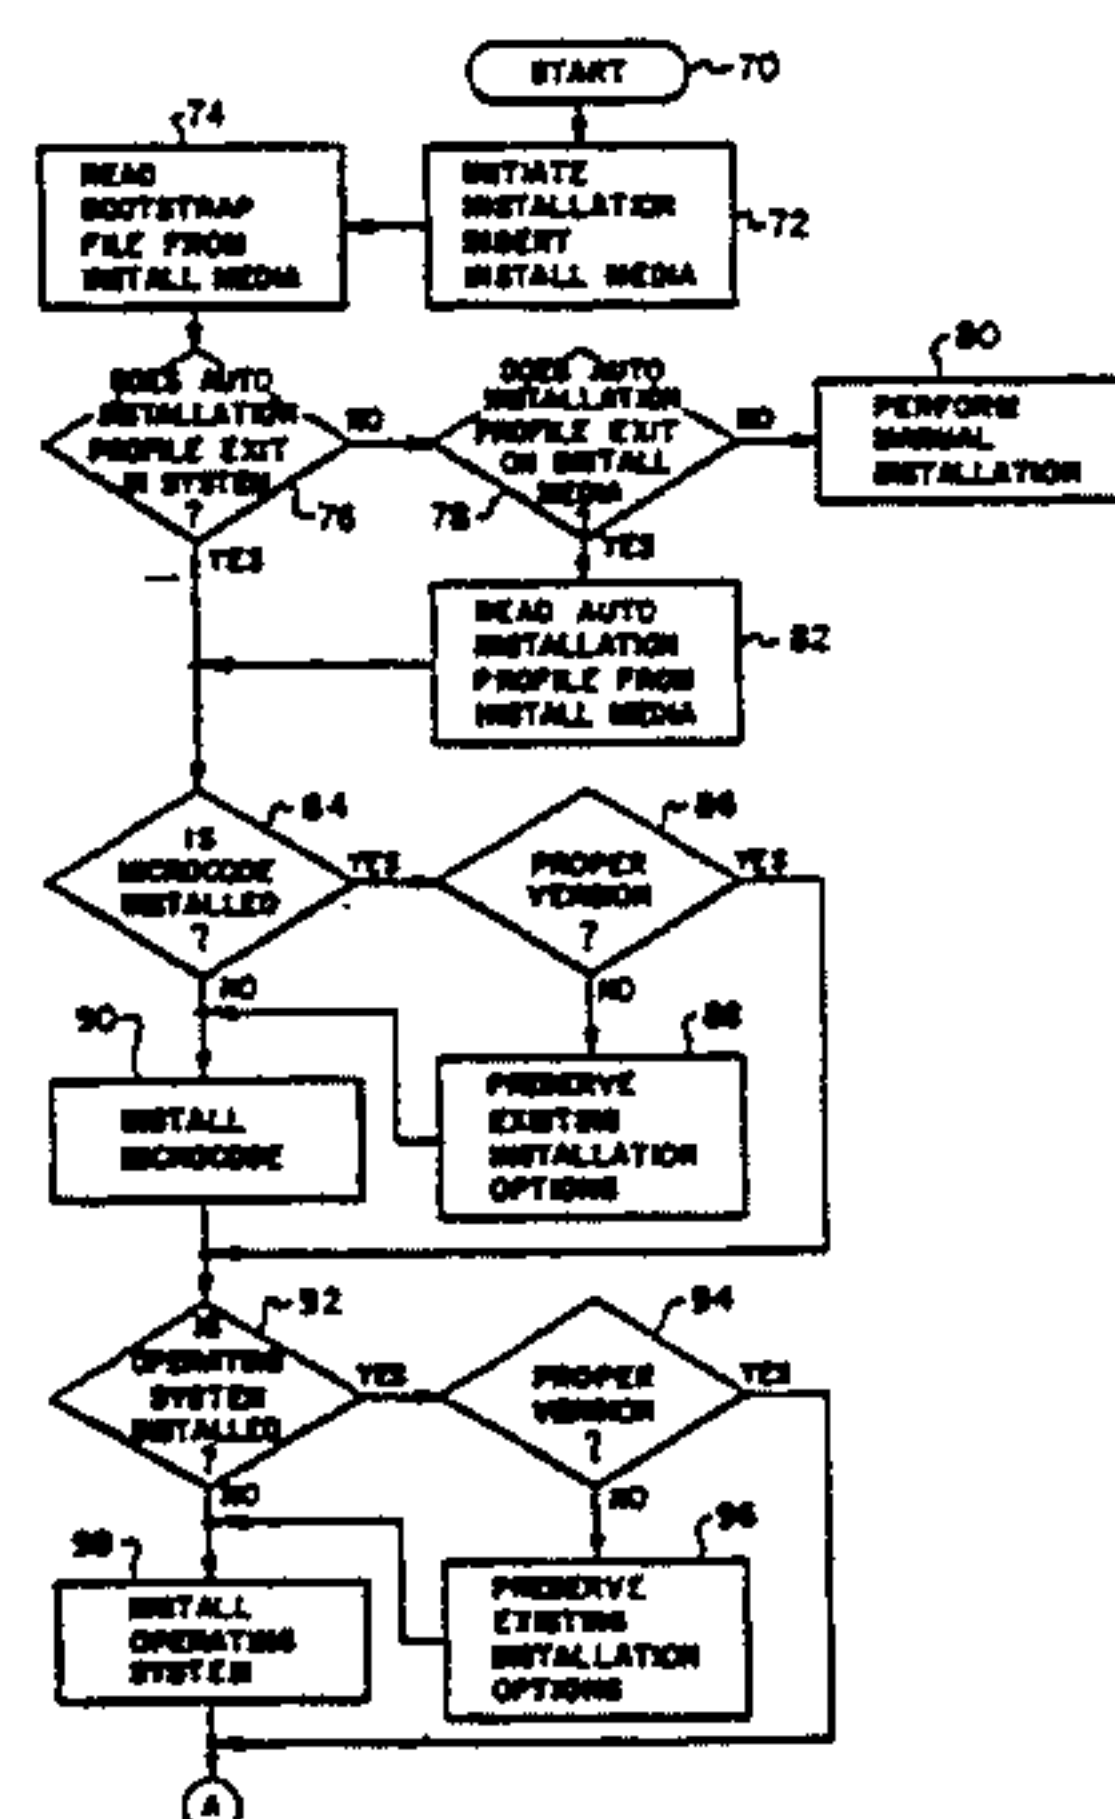 START
70
74
READ
BOOTSTRAP
FILE FROM
INSTALL MEDIA
INITIATE
INSTALLATION
INSERT
INSTALL MEDIA
72
DOES AUTO
INSTALLATION
PROFILE EXIT
IN SYSTEM
?
NO
76
YES
DOES AUTO
INSTALLATION
PROFILE EXIT
ON INSTALL
MEDIA
?
NO
78
YES
80
PERFORM
MANUAL
INSTALLATION
READ AUTO
INSTALLATION
PROFILE FROM
INSTALL MEDIA
82
84
IS
MICROCODE
INSTALLED
?
YES
NO
86
PROPER
VERSION
?
YES
NO
90
INSTALL
MICROCODE
88
PRESERVE
EXISTING
INSTALLATION
OPTIONS
92
IS
OPERATING
SYSTEM
INSTALLED
?
YES
NO
94
PROPER
VERSION
?
YES
NO
98
INSTALL
OPERATING
SYSTEM
96
PRESERVE
EXISTING
INSTALLATION
OPTIONS
A